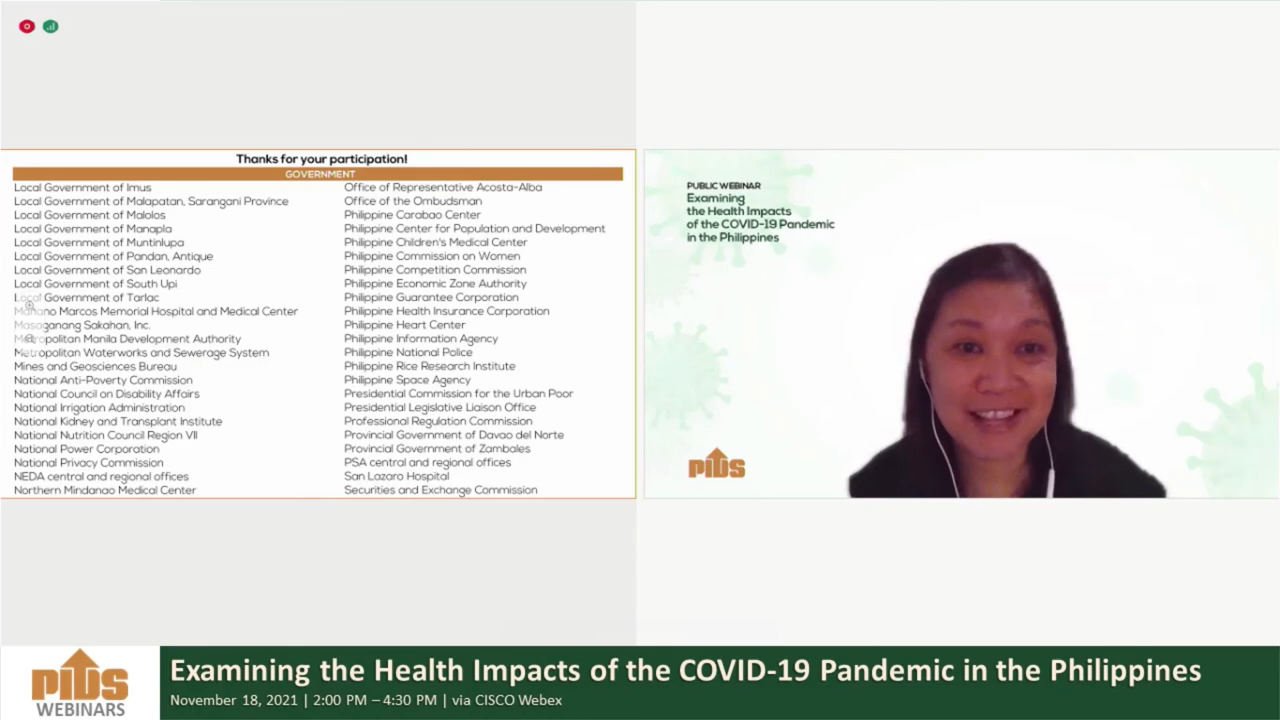 Thanks for your participation!
GOVERNMENT
Local Government of Imus
Local Government of Malapatan, Sarangani Province
Local Government of Malolos
Local Government of Manapla
Local Government of Muntinlupa
Local Government of Pandan, Antique
Local Government of San Leonardo
Local Government of South Upi
Local Government of Tarlac
Mariano Marcos Memorial Hospital and Medical Center
Masaganang Sakahan, Inc.
Metropolitan Manila Development Authority
Metropolitan Waterworks and Sewerage System
Mines and Geosciences Bureau
National Anti-Poverty Commission
National Council on Disability Affairs
National Irrigation Administration
National Kidney and Transplant Institute
National Nutrition Council Region VII
National Power Corporation
National Privacy Commission
NEDA central and regional offices
Northern Mindanao Medical Center
Office of Representative Acosta-Alba
Office of the Ombudsman
Philippine Carabao Center
Philippine Center for Population and Development
Philippine Children's Medical Center
Philippine Commission on Women
Philippine Competition Commission
Philippine Economic Zone Authority
Philippine Guarantee Corporation
Philippine Health Insurance Corporation
Philippine Heart Center
Philippine Information Agency
Philippine National Police
Philippine Rice Research Institute
Philippine Space Agency
Presidential Commission for the Urban Poor
Presidential Legislative Liaison Office
Professional Regulation Commission
Provincial Government of Davao del Norte
Provincial Government of Zambales
PSA central and regional offices
San Lazaro Hospital
Securities and Exchange Commission
PUBLIC WEBINAR
Examining
the Health Impacts
of the COVID-19 Pandemic
in the Philippines
PIDS
PIDS
WEBINARS
Examining the Health Impacts of the COVID-19 Pandemic in the Philippines
November 18, 2021 | 2:00 PM – 4:30 PM | via CISCO Webex